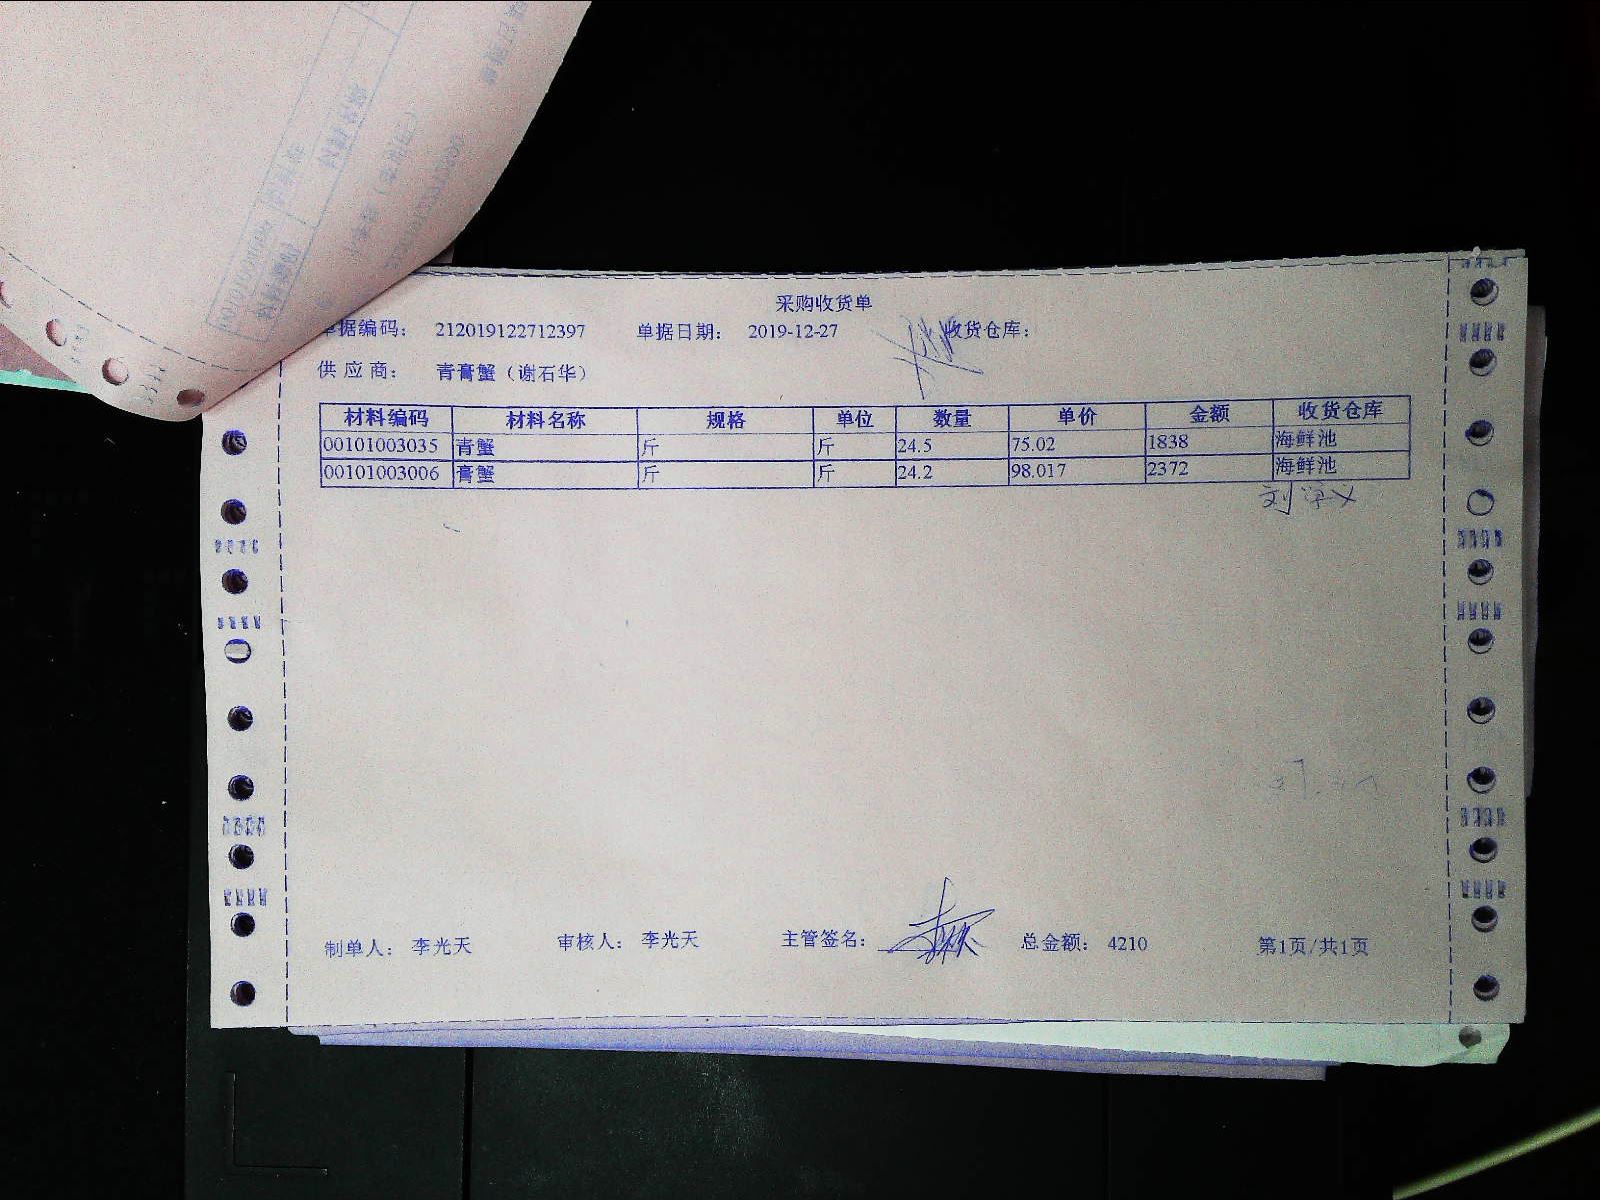 采购收货单
单据编码： 212019122712397 单据日期： 2019-12-27 收货仓库：
供应商： 青膏蟹（谢石华）
材料编码 材料名称 规格 单位 数量 单价 金额 收货仓库
00101003035 青蟹 斤 斤 24.5 75.02 1838 海鲜池
00101003006 膏蟹 斤 斤 24.2 98.017 2372 海鲜池
制单人： 李光天 审核人： 李光天 主管签名： 总金额： 4210 第1页/共1页